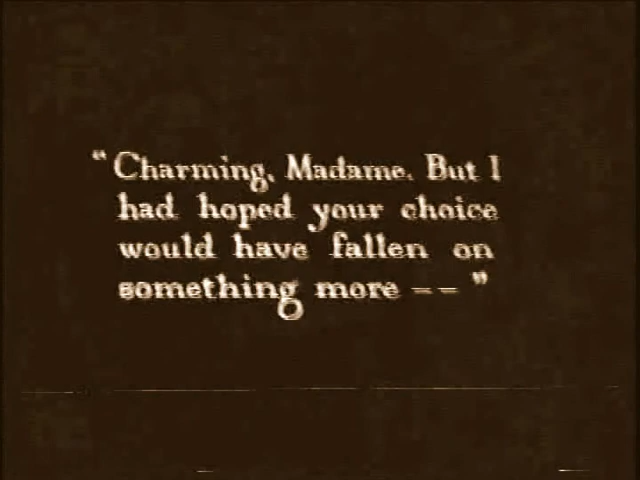 "Charming, Madame. But I
had hoped your choice
would have fallen on
something more -- "